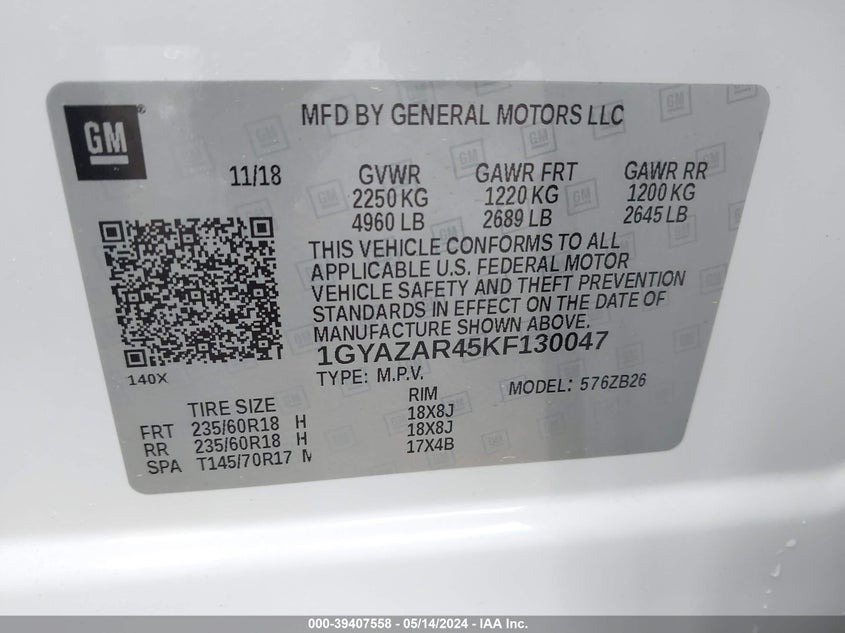 GM ®
MFD BY GENERAL MOTORS LLC
11/18 GVWR GAWR FRT GAWR RR
2250 KG 1220 KG 1200 KG
4960 LB 2689 LB 2645 LB
THIS VEHICLE CONFORMS TO ALL
APPLICABLE U.S. FEDERAL MOTOR
VEHICLE SAFETY AND THEFT PREVENTION
STANDARDS IN EFFECT ON THE DATE OF
MANUFACTURE SHOWN ABOVE.
1GYAZAR45KF130047
140X TYPE: M.P.V. MODEL: 576ZB26
TIRE SIZE RIM
FRT 235/60R18 H 18X8J
RR 235/60R18 H 18X8J
SPA T145/70R17 M 17X4B
000-39407558 - 05/14/2024 - IAA Inc.